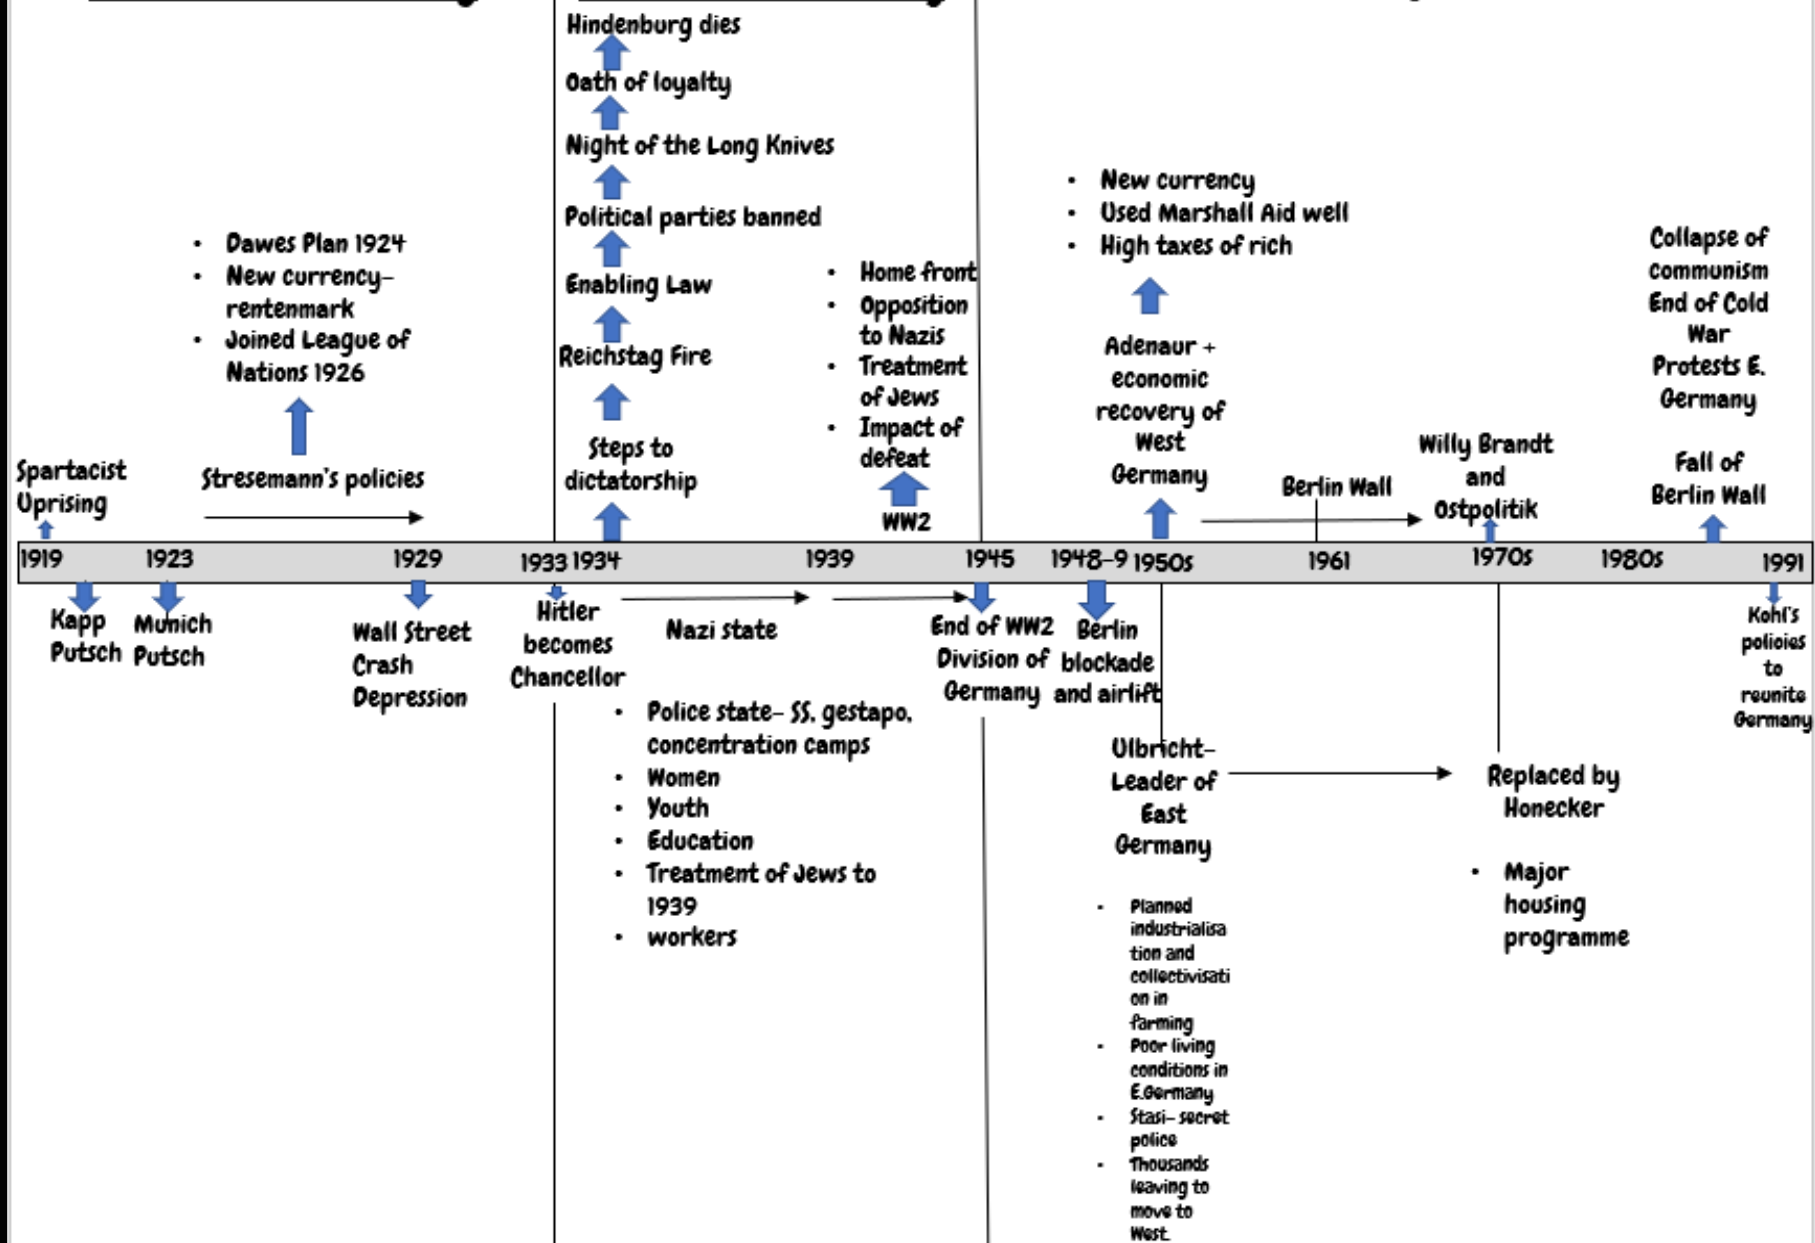 Hindenburg dies
Oath of loyalty
Night of the Long Knives
Political parties banned
Enabling Law
Reichstag Fire
Steps to
dictatorship
• Dawes Plan 1924
• New currency-
rentenmark
• Joined League of
Nations 1926
Stresemann's policies
Spartacist
Uprising
• Home front
• Opposition
to Nazis
• Treatment
of Jews
• Impact of
defeat
WW2
• New currency
• Used Marshall Aid well
• High taxes of rich
Adenaur +
economic
recovery of
West
Germany
Berlin Wall
Willy Brandt
and
Ostpolitik
Collapse of
communism
End of Cold
War
Protests E.
Germany
Fall of
Berlin Wall
1919 1923 1929 1933 1934 1939 1945 1948-9 1950s 1961 1970s 1980s 1991
Kapp
Putsch
Munich
Putsch
Wall Street
Crash
Depression
Hitler
becomes
Chancellor
Nazi state
• Police state- SS, gestapo,
concentration camps
• Women
• Youth
• Education
• Treatment of Jews to
1939
• workers
End of WW2
Division of
Germany
Berlin
blockade
and airlift
Ulbricht-
Leader of
East
Germany
- Planned
industrialisa
tion and
collectivisati
on in
farming
- Poor living
conditions in
E.Germany
- Stasi- secret
police
- Thousands
leaving to
move to
West.
Replaced by
Honecker
• Major
housing
programme
Kohl's
policies
to
reunite
Germany